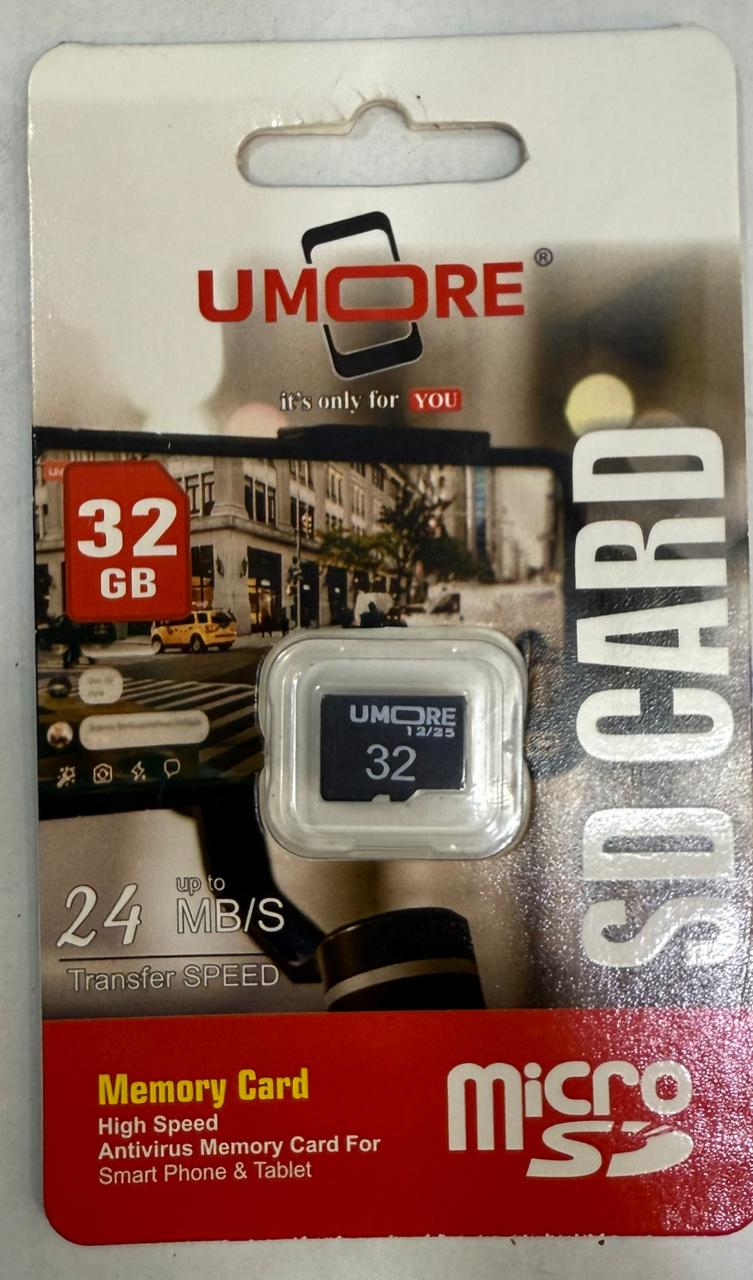 UMORE®
it's only for YOU
32
GB
SD CARD
UMORE
12/25
32
24 up to MB/S
Transfer SPEED
Memory Card
High Speed
Antivirus Memory Card For
Smart Phone & Tablet
micro
SD